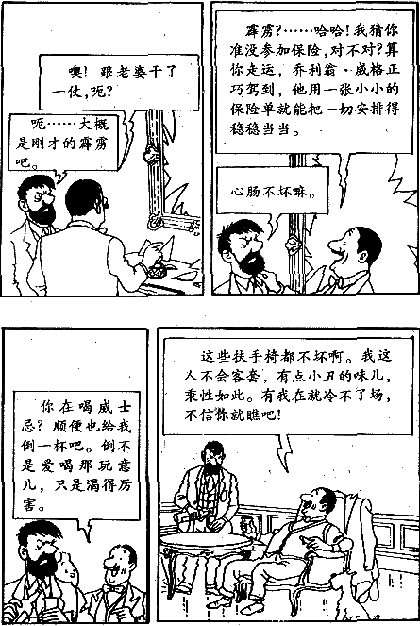 噢！跟老婆干了
一仗，呃？
呃……大概
是刚才的霹雳
吧。
霹雳？……哈哈！我猜你
准没参加保险，对不对？算
你走运，乔利翁·威格正
巧驾到，他用一张小小的
保险单就能把一切安排得
稳稳当当。
心肠不坏嘛。
你在喝威士
忌？顺便也给我
倒一杯吧。倒不
是爱喝那玩意
儿，只是渴得厉
害。
这些扶手椅都不坏啊。我这
人不会客套，有点小丑的味儿，
秉性如此。有我在就冷不了场，
不信你就瞧吧！